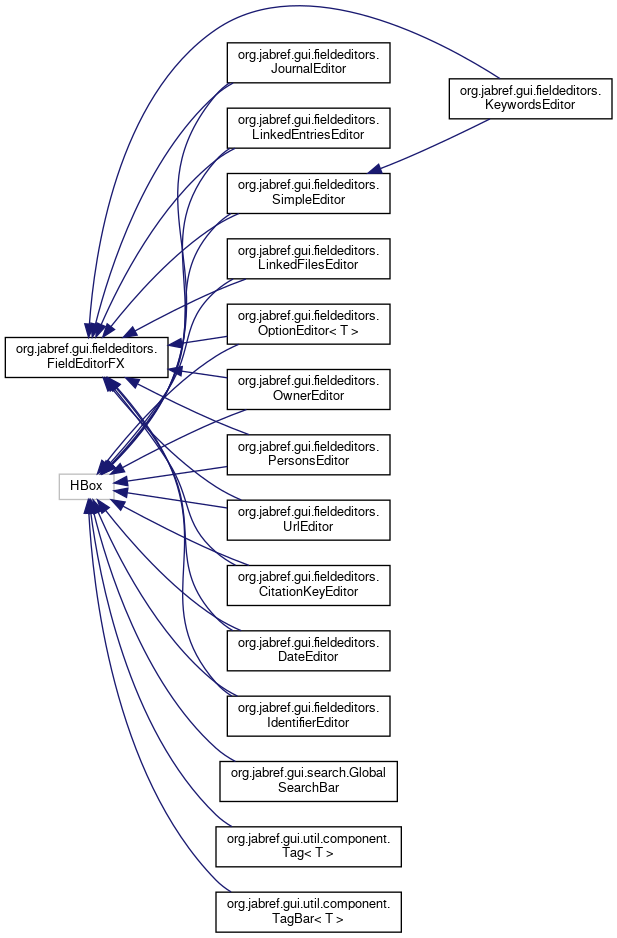 org.jabref.gui.fieldeditors.
JournalEditor
org.jabref.gui.fieldeditors.
KeywordsEditor
org.jabref.gui.fieldeditors.
LinkedEntriesEditor
org.jabref.gui.fieldeditors.
SimpleEditor
org.jabref.gui.fieldeditors.
LinkedFilesEditor
org.jabref.gui.fieldeditors.
OptionEditor< T >
org.jabref.gui.fieldeditors.
FieldEditorFX
org.jabref.gui.fieldeditors.
OwnerEditor
org.jabref.gui.fieldeditors.
PersonsEditor
HBox
org.jabref.gui.fieldeditors.
UrlEditor
org.jabref.gui.fieldeditors.
CitationKeyEditor
org.jabref.gui.fieldeditors.
DateEditor
org.jabref.gui.fieldeditors.
IdentifierEditor
org.jabref.gui.search.Global
SearchBar
org.jabref.gui.util.component.
Tag< T >
org.jabref.gui.util.component.
TagBar< T >